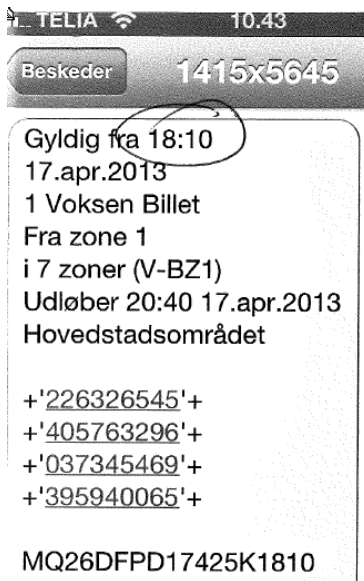 TELIA 10.43
Beskeder 1415x5645
Gyldig fra 18:10
17.apr.2013
1 Voksen Billet
Fra zone 1
i 7 zoner (V-BZ1)
Udløber 20:40 17.apr.2013
Hovedstadsområdet
+'226326545'+
+'405763296'+
+'037345469'+
+'395940065'+
MQ26DFPD17425K1810